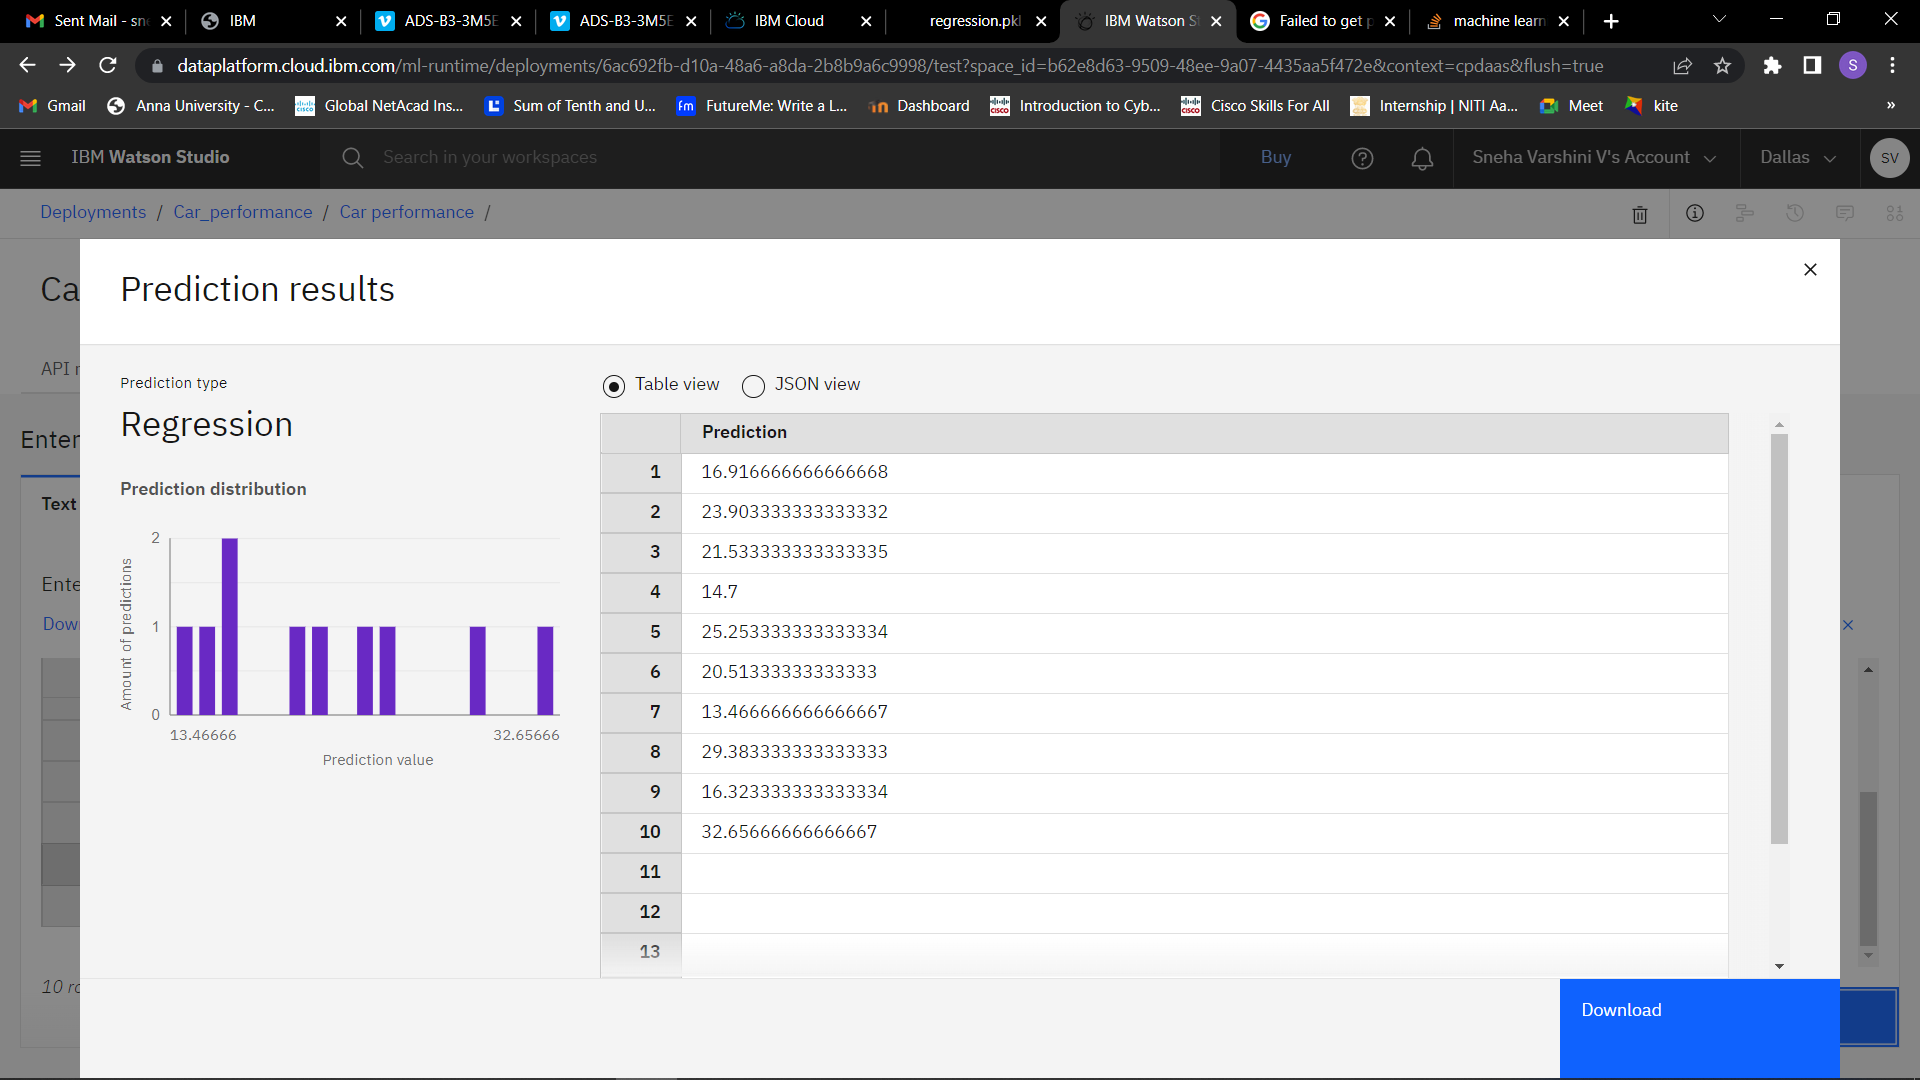 Sent Mail - sn
IBM
ADS-B3-3M5E
ADS-B3-3M5E
IBM Cloud
regression.pkl
IBM Watson St
Failed to get p
machine learn
dataplatform.cloud.ibm.com/ml-runtime/deployments/6ac692fb-d10a-48a6-a8da-2b8b9a6c9998/test?space_id=b62e8d63-9509-48ee-9a07-4435aa5f472e&context=cpdaas&flush=true
S
Gmail
Anna University - C...
Global NetAcad Ins...
Sum of Tenth and U...
fm
FutureMe: Write a L...
Dashboard
Introduction to Cyb...
Cisco Skills For All
Internship | NITI Aa...
Meet
kite
»
IBM Watson Studio
Search in your workspaces
Buy
Sneha Varshini V's Account
Dallas
SV
Deployments / Car_performance / Car performance /
Ca
Prediction results
API r
Prediction type
Regression
Table view
JSON view
Enter
Prediction
Text
Prediction distribution
1 16.916666666666668
2 23.903333333333332
3 21.533333333333335
4 14.7
5 25.253333333333334
6 20.51333333333333
7 13.466666666666667
8 29.383333333333333
9 16.323333333333334
10 32.65666666666667
11
12
13
2
1
0
Amount of predictions
13.46666
32.65666
Prediction value
Ente
Dow
10 ro
Download